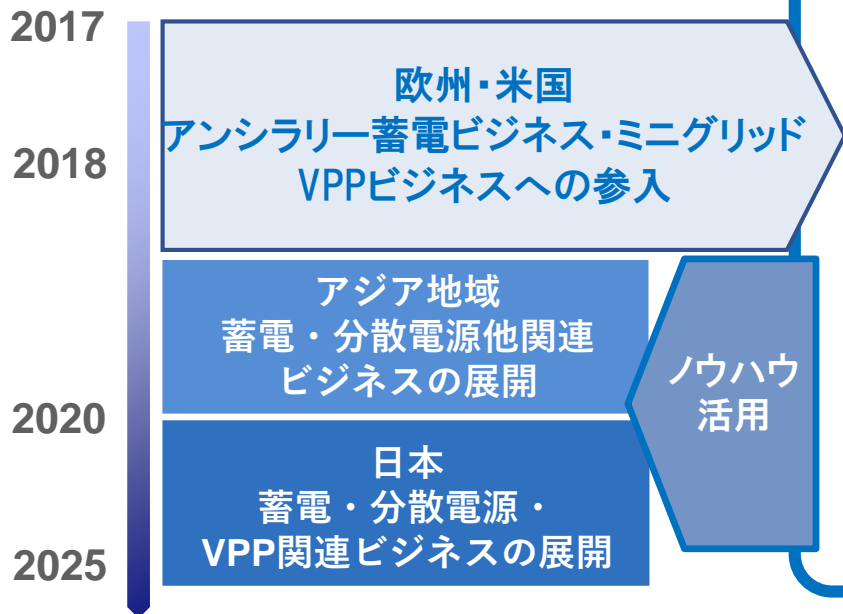 2017
2018
2020
2025
欧州・米国
アンシラリー蓄電ビジネス・ミニグリッド
VPPビジネスへの参入
アジア地域
蓄電・分散電源他関連
ビジネスの展開
日本
蓄電・分散電源・
VPP関連ビジネスの展開
ノウハウ
活用